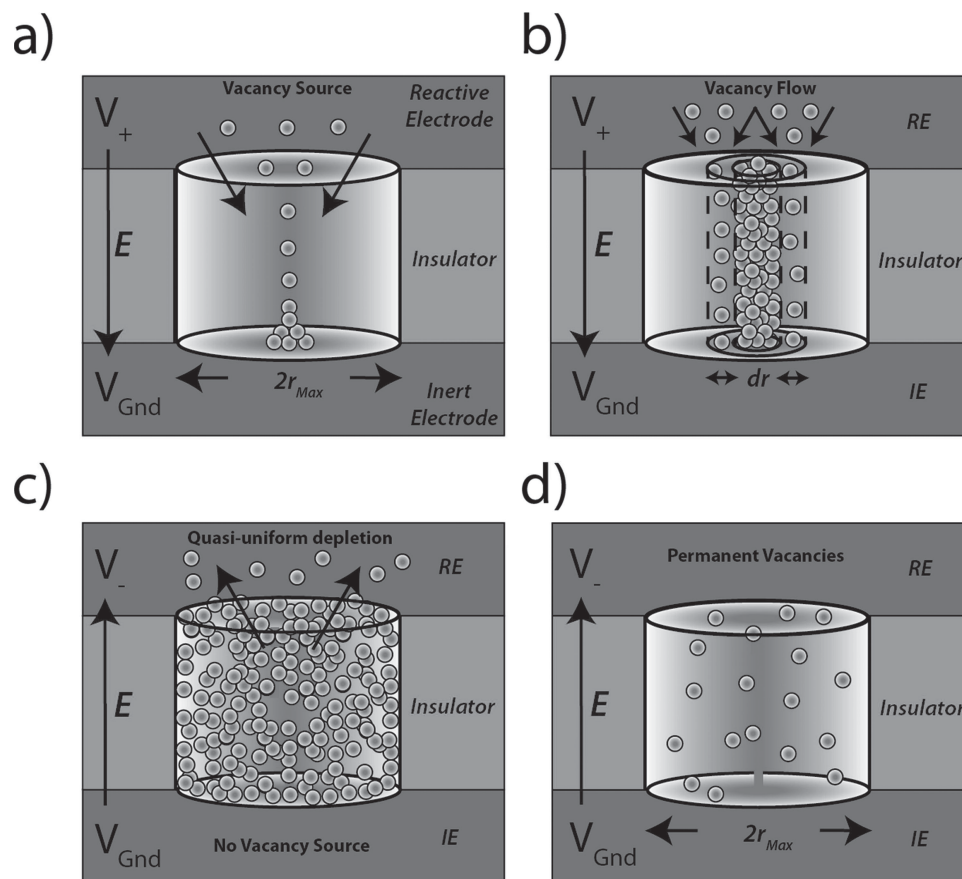 a)
Vacancy Source
Reactive
Electrode
V+
E
Insulator
VGnd
2rMax
Inert
Electrode
b)
Vacancy Flow
RE
V+
E
Insulator
VGnd
dr
IE
c)
Quasi-uniform depletion
RE
V-
E
Insulator
VGnd
No Vacancy Source
IE
d)
Permanent Vacancies
RE
V-
E
Insulator
VGnd
2rMax
IE